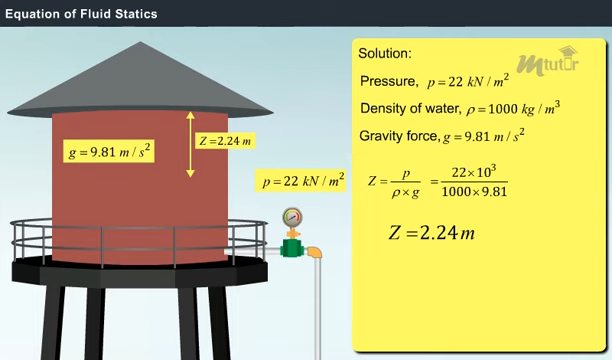 Equation of Fluid Statics
Solution:
Mtutor
Pressure, p = 22 kN / m²
Density of water, ρ = 1000 kg / m³
Gravity force, g = 9.81 m / s²
Z = p / (ρ × g) = (22 × 10³) / (1000 × 9.81)
Z = 2.24 m
g = 9.81 m / s²
Z = 2.24 m
p = 22 kN / m²